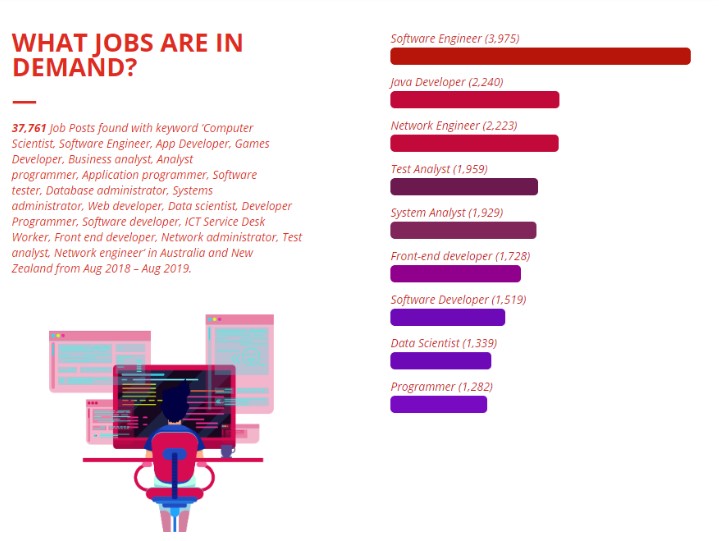 WHAT JOBS ARE IN
DEMAND?
37,761 Job Posts found with keyword 'Computer
Scientist, Software Engineer, App Developer, Games
Developer, Business analyst, Analyst
programmer, Application programmer, Software
tester, Database administrator, Systems
administrator, Web developer, Data scientist, Developer
Programmer, Software developer, ICT Service Desk
Worker, Front end developer, Network administrator, Test
analyst, Network engineer' in Australia and New
Zealand from Aug 2018 – Aug 2019.
Software Engineer (3,975)
Java Developer (2,240)
Network Engineer (2,223)
Test Analyst (1,959)
System Analyst (1,929)
Front-end developer (1,728)
Software Developer (1,519)
Data Scientist (1,339)
Programmer (1,282)